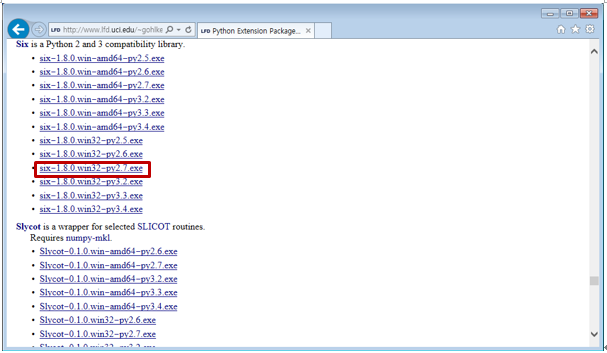 LFD http://www.lfd.uci.edu/~gohlke
LFD Python Extension Package...
Six is a Python 2 and 3 compatibility library.
• six-1.8.0.win-amd64-py2.5.exe
• six-1.8.0.win-amd64-py2.6.exe
• six-1.8.0.win-amd64-py2.7.exe
• six-1.8.0.win-amd64-py3.2.exe
• six-1.8.0.win-amd64-py3.3.exe
• six-1.8.0.win-amd64-py3.4.exe
• six-1.8.0.win32-py2.5.exe
• six-1.8.0.win32-py2.6.exe
• six-1.8.0.win32-py2.7.exe
• six-1.8.0.win32-py3.2.exe
• six-1.8.0.win32-py3.3.exe
• six-1.8.0.win32-py3.4.exe
Slycot is a wrapper for selected SLICOT routines.
Requires numpy-mkl.
• Slycot-0.1.0.win-amd64-py2.6.exe
• Slycot-0.1.0.win-amd64-py2.7.exe
• Slycot-0.1.0.win-amd64-py3.2.exe
• Slycot-0.1.0.win-amd64-py3.3.exe
• Slycot-0.1.0.win-amd64-py3.4.exe
• Slycot-0.1.0.win32-py2.6.exe
• Slycot-0.1.0.win32-py2.7.exe
• Slycot-0.1.0.win32-py3.2.exe